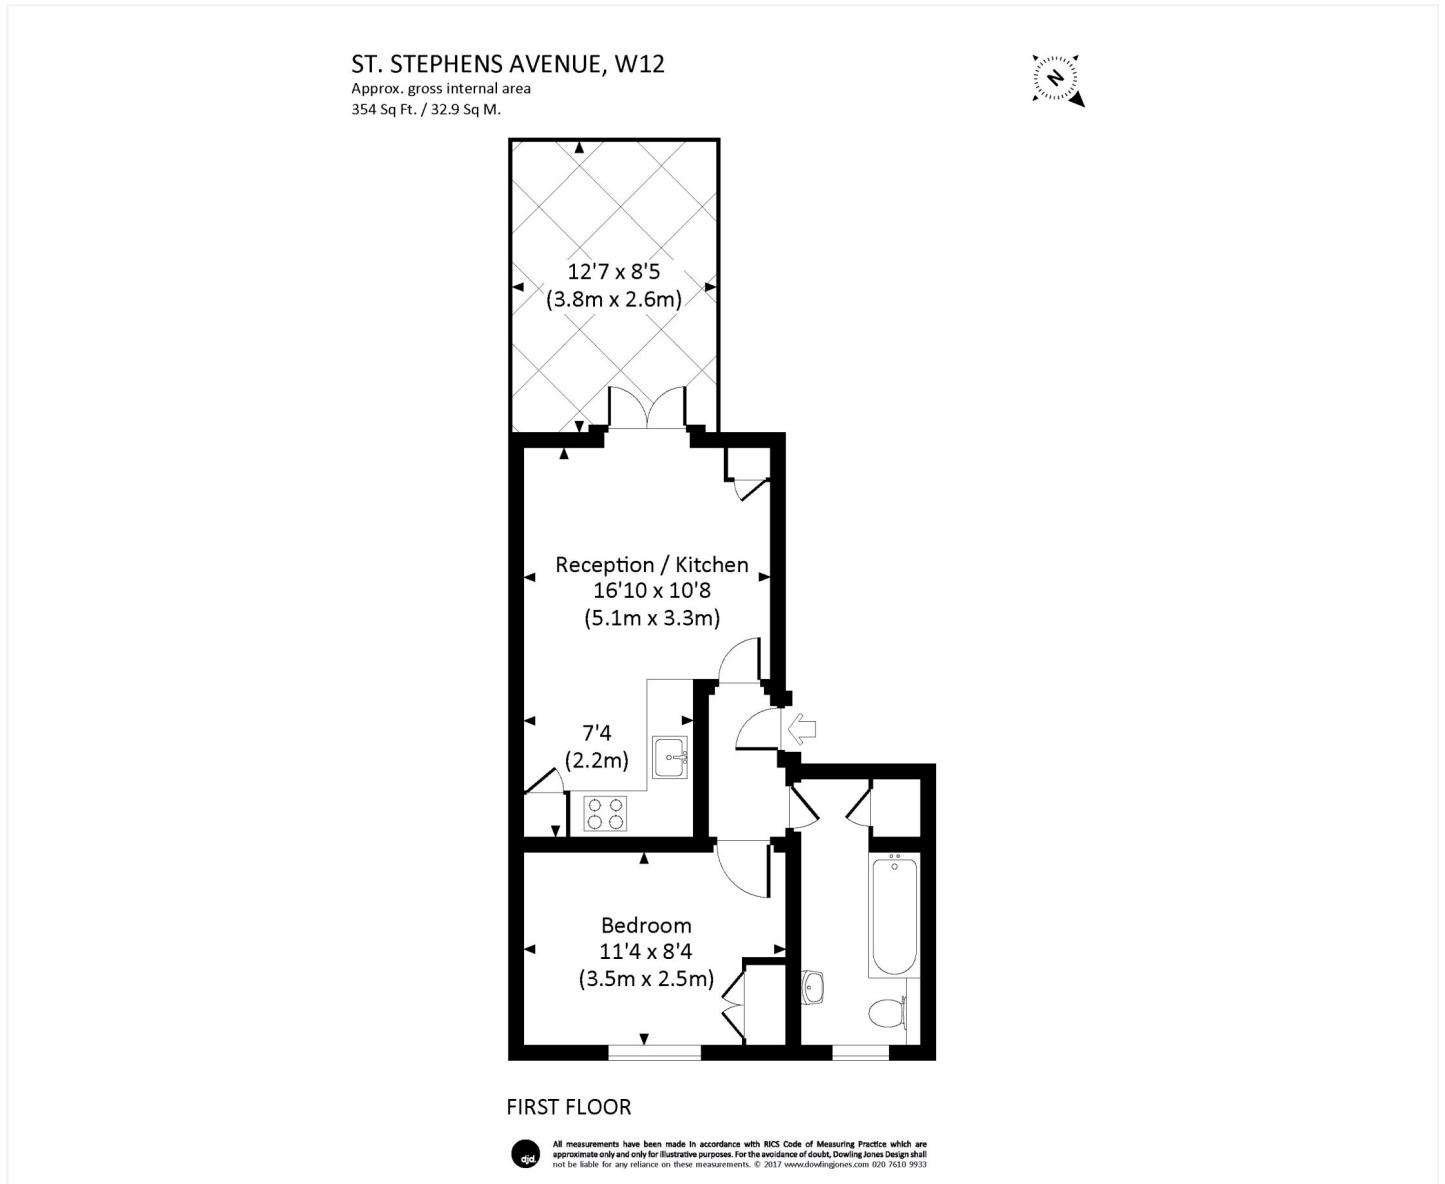 ST. STEPHENS AVENUE, W12
Approx. gross internal area
354 Sq Ft. / 32.9 Sq M.
N
12'7 x 8'5
(3.8m x 2.6m)
Reception / Kitchen
16'10 x 10'8
(5.1m x 3.3m)
7'4
(2.2m)
Bedroom
11'4 x 8'4
(3.5m x 2.5m)
FIRST FLOOR
djd.
All measurements have been made in accordance with RICS Code of Measuring Practice which are
approximate only and only for illustrative purposes. For the avoidance of doubt, Dowling Jones Design shall
not be liable for any reliance on these measurements. © 2017 www.dowlingjones.com 020 7610 9933